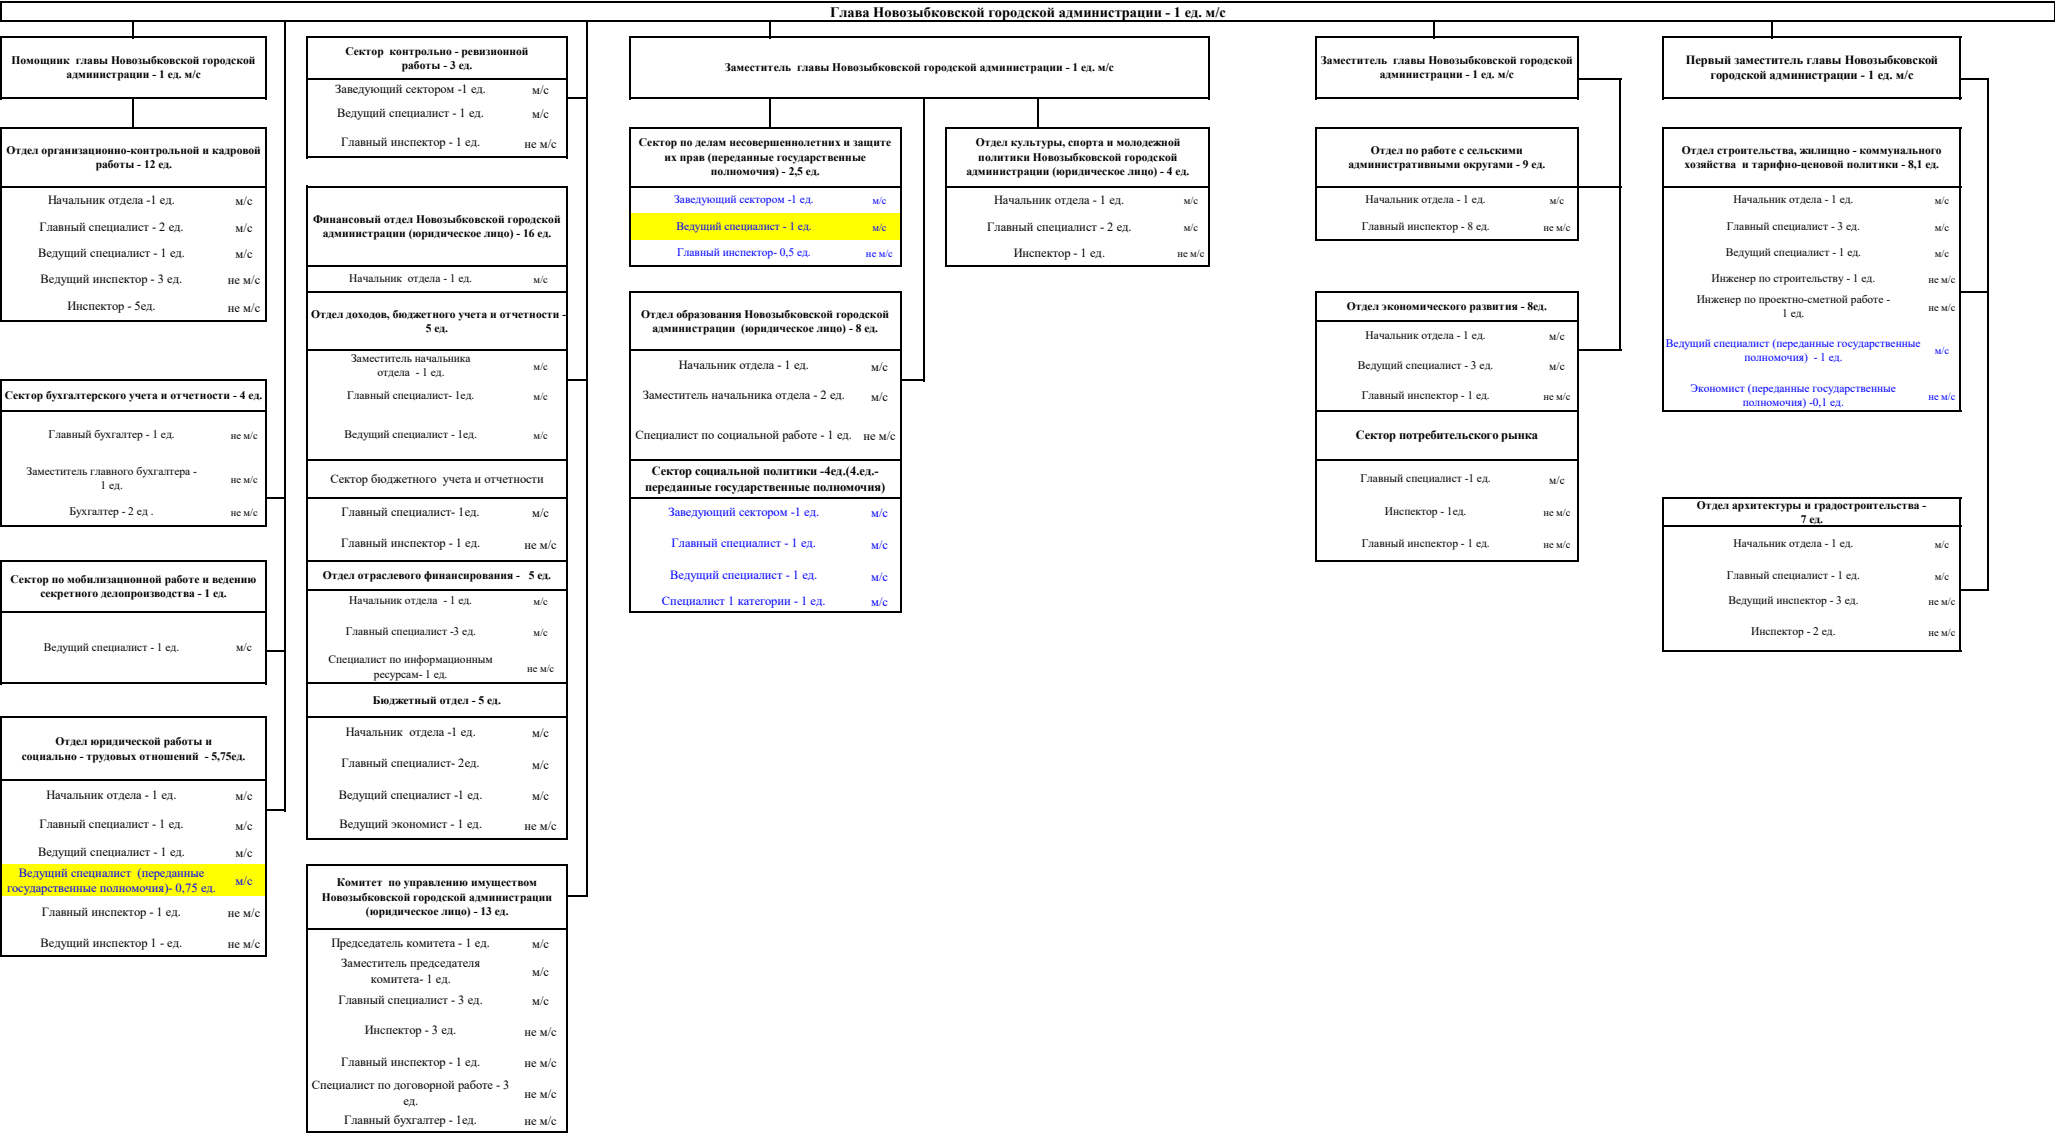 Глава Новозыбковской городской администрации - 1 ед. м/с
Помощник главы Новозыбковской городской
администрации - 1 ед. м/с
Отдел организационно-контрольной и кадровой
работы - 12 ед.
Начальник отдела -1 ед. м/с
Главный специалист - 2 ед. м/с
Ведущий специалист - 1 ед. м/с
Ведущий инспектор - 3 ед. не м/с
Инспектор - 5ед. не м/с
Сектор бухгалтерского учета и отчетности - 4 ед.
Главный бухгалтер - 1 ед. не м/с
Заместитель главного бухгалтера -
1 ед. не м/с
Бухгалтер - 2 ед . не м/с
Сектор по мобилизационной работе и ведению
секретного делопроизводства - 1 ед.
Ведущий специалист - 1 ед. м/с
Отдел юридической работы и
социально - трудовых отношений - 5,75ед.
Начальник отдела - 1 ед. м/с
Главный специалист - 1 ед. м/с
Ведущий специалист - 1 ед. м/с
Ведущий специалист (переданные
государственные полномочия)- 0,75 ед. м/с
Главный инспектор - 1 ед. не м/с
Ведущий инспектор 1 - ед. не м/с
Сектор контрольно - ревизионной
работы - 3 ед.
Заведующий сектором -1 ед. м/с
Ведущий специалист - 1 ед. м/с
Главный инспектор - 1 ед. не м/с
Финансовый отдел Новозыбковской городской
администрации (юридическое лицо) - 16 ед.
Начальник отдела - 1 ед. м/с
Отдел доходов, бюджетного учета и отчетности -
5 ед.
Заместитель начальника
отдела - 1 ед. м/с
Главный специалист- 1ед. м/с
Ведущий специалист - 1ед. м/с
Сектор бюджетного учета и отчетности
Главный специалист- 1ед. м/с
Главный инспектор - 1 ед. не м/с
Отдел отраслевого финансирования - 5 ед.
Начальник отдела - 1 ед. м/с
Главный специалист -3 ед. м/с
Специалист по информационным
ресурсам- 1 ед. не м/с
Бюджетный отдел - 5 ед.
Начальник отдела -1 ед. м/с
Главный специалист- 2ед. м/с
Ведущий специалист -1 ед. м/с
Ведущий экономист - 1 ед. не м/с
Комитет по управлению имуществом
Новозыбковской городской администрации
(юридическое лицо) - 13 ед.
Председатель комитета - 1 ед. м/с
Заместитель председателя
комитета- 1 ед. м/с
Главный специалист - 3 ед. м/с
Инспектор - 3 ед. не м/с
Главный инспектор - 1 ед. не м/с
Специалист по договорной работе - 3
ед. не м/с
Главный бухгалтер - 1ед. не м/с
Заместитель главы Новозыбковской городской администрации - 1 ед. м/с
Сектор по делам несовершеннолетних и защите
их прав (переданные государственные
полномочия) - 2,5 ед.
Заведующий сектором -1 ед. м/с
Ведущий специалист - 1 ед. м/с
Главный инспектор- 0,5 ед. не м/с
Отдел образования Новозыбковской городской
администрации (юридическое лицо) - 8 ед.
Начальник отдела - 1 ед. м/с
Заместитель начальника отдела - 2 ед. м/с
Специалист по социальной работе - 1 ед. не м/с
Сектор социальной политики -4ед.(4.ед.-
переданные государственные полномочия)
Заведующий сектором -1 ед. м/с
Главный специалист - 1 ед. м/с
Ведущий специалист - 1 ед. м/с
Специалист 1 категории - 1 ед. м/с
Отдел культуры, спорта и молодежной
политики Новозыбковской городской
администрации (юридическое лицо) - 4 ед.
Начальник отдела - 1 ед. м/с
Главный специалист - 2 ед. м/с
Инспектор - 1 ед. не м/с
Заместитель главы Новозыбковской городской
администрации - 1 ед. м/с
Отдел по работе с сельскими
административными округами - 9 ед.
Начальник отдела - 1 ед. м/с
Главный инспектор - 8 ед. не м/с
Отдел экономического развития - 8ед.
Начальник отдела - 1 ед. м/с
Ведущий специалист - 3 ед. м/с
Главный инспектор - 1 ед. не м/с
Сектор потребительского рынка
Главный специалист -1 ед. м/с
Инспектор - 1ед. не м/с
Главный инспектор - 1 ед. не м/с
Первый заместитель главы Новозыбковской
городской администрации - 1 ед. м/с
Отдел строительства, жилищно - коммунального
хозяйства и тарифно-ценовой политики - 8,1 ед.
Начальник отдела - 1 ед. м/с
Главный специалист - 3 ед. м/с
Ведущий специалист - 1 ед. м/с
Инженер по строительству - 1 ед. не м/с
Инженер по проектно-сметной работе -
1 ед. не м/с
Ведущий специалист (переданные государственные
полномочия) - 1 ед. м/с
Экономист (переданные государственные
полномочия) -0,1 ед. не м/с
Отдел архитектуры и градостроительства -
7 ед.
Начальник отдела - 1 ед. м/с
Главный специалист - 1 ед. м/с
Ведущий инспектор - 3 ед. не м/с
Инспектор - 2 ед. не м/с